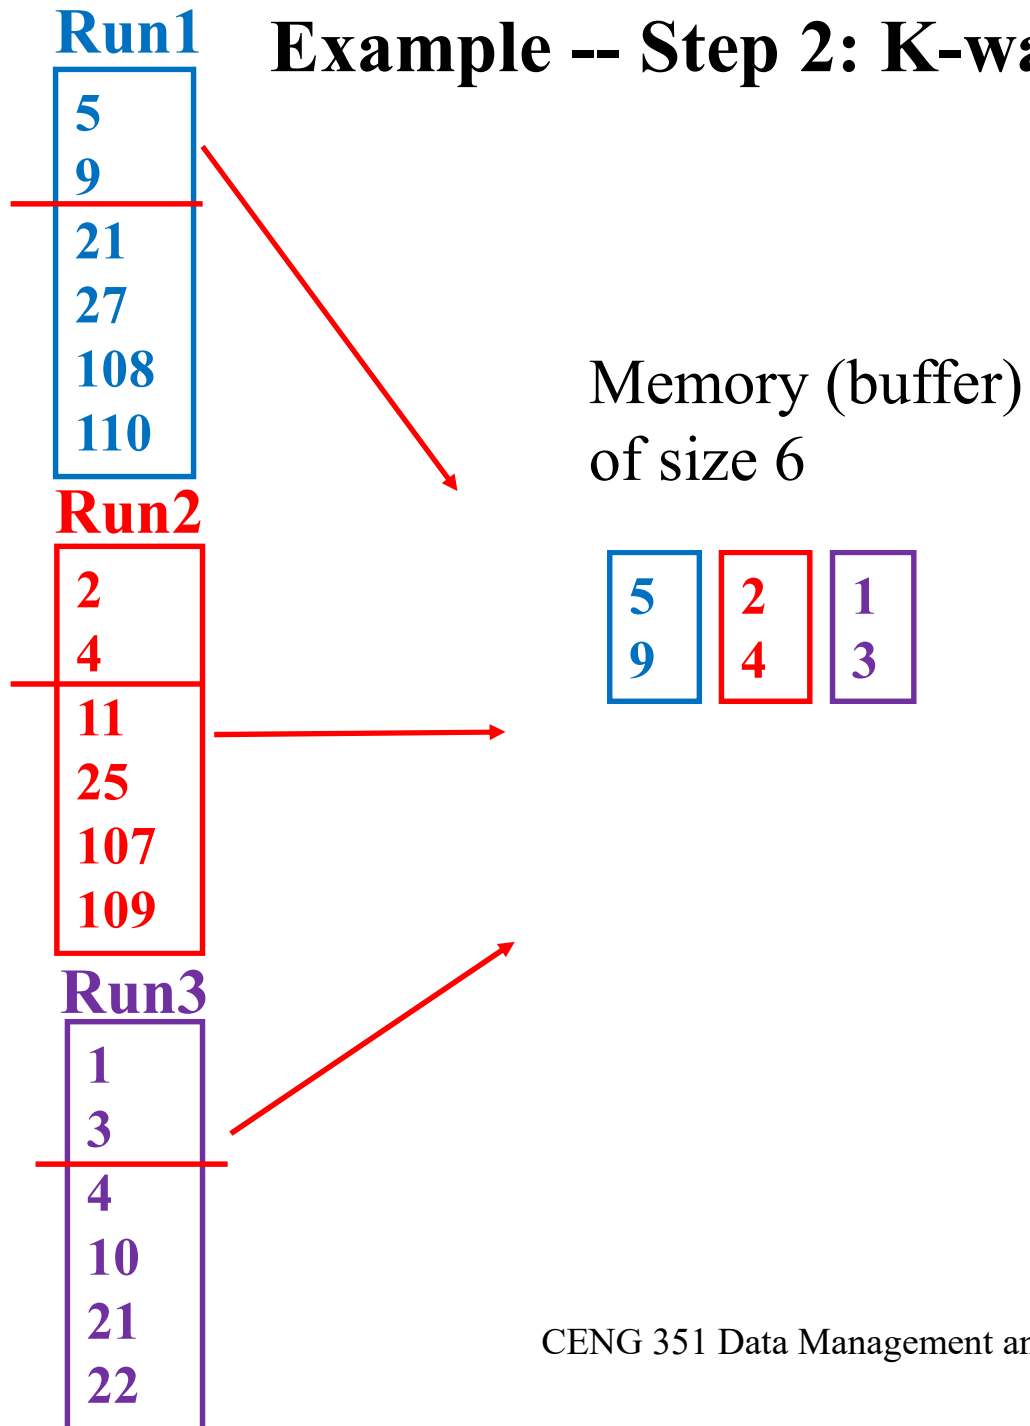 Run1
Example -- Step 2: K-wa
5
9
21
27
108
110
Run2
2
4
11
25
107
109
Run3
1
3
4
10
21
22
Memory (buffer)
of size 6
5 2 1
9 4 3
CENG 351 Data Management an